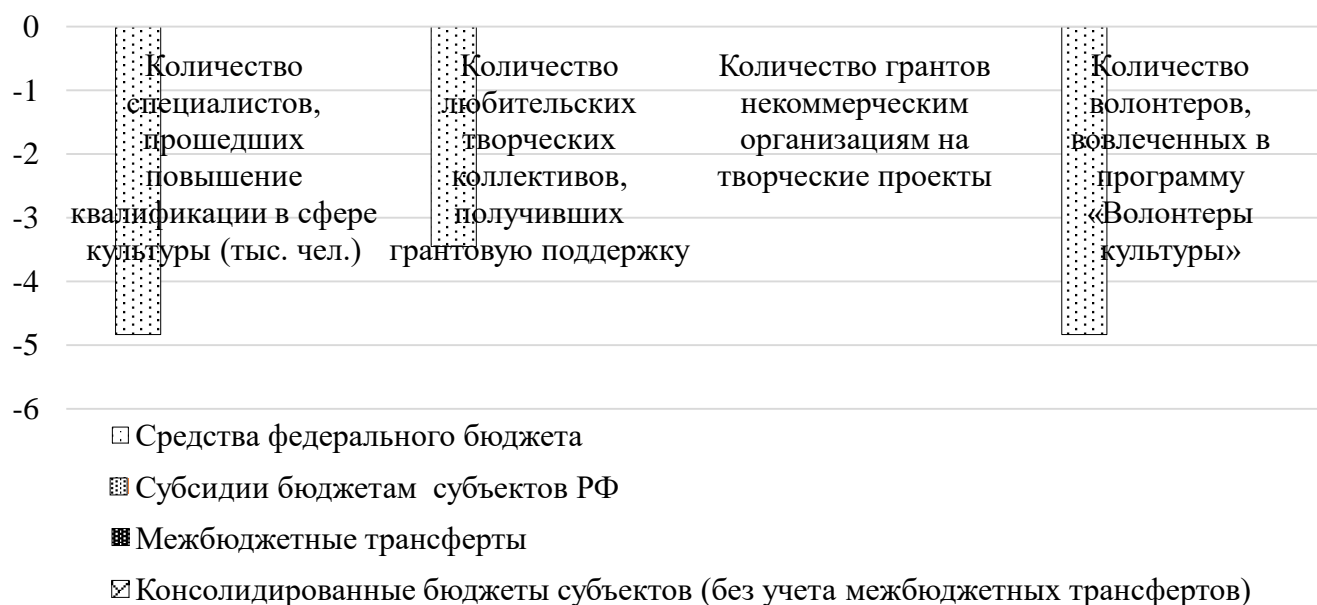 0
-1
-2
-3
-4
-5
-6
Количество
специалистов,
прошедших
повышение
квалификации в сфере
культуры (тыс. чел.)
Количество
любительских
творческих
коллективов,
получивших
грантовую поддержку
Количество грантов
некоммерческим
организациям на
творческие проекты
Количество
волонтеров,
вовлеченных в
программу
«Волонтеры
культуры»
Средства федерального бюджета
Субсидии бюджетам субъектов РФ
Межбюджетные трансферты
Консолидированные бюджеты субъектов (без учета межбюджетных трансфертов)